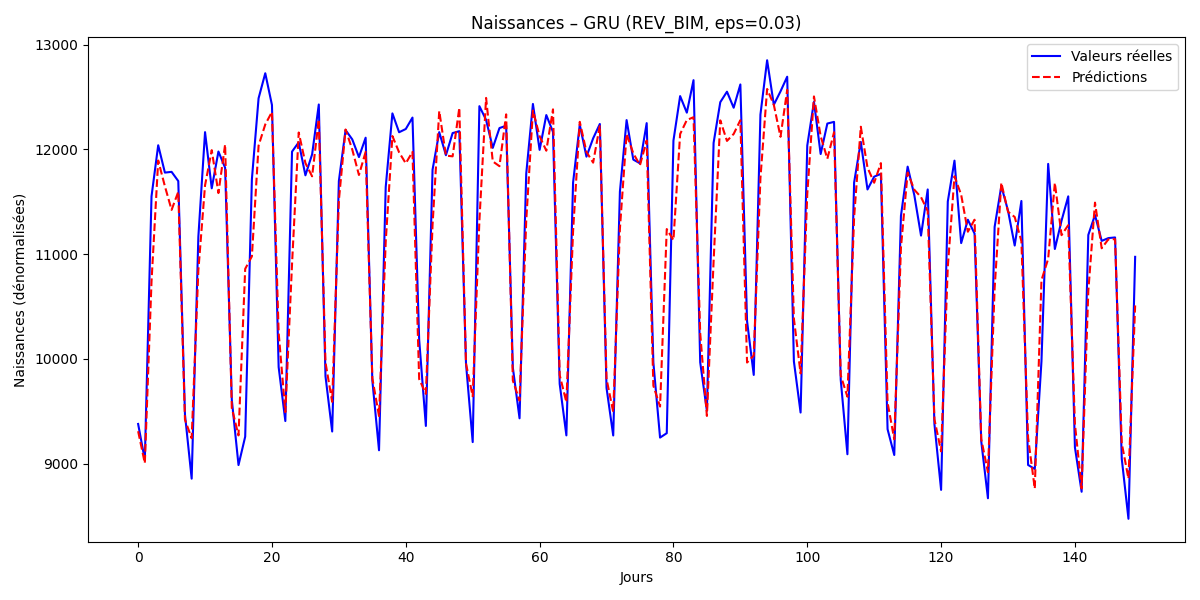 Naissances – GRU (REV_BIM, eps=0.03)
Valeurs réelles
Prédictions
Naissances (dénormalisées)
13000
12000
11000
10000
9000
0 20 40 60 80 100 120 140
Jours